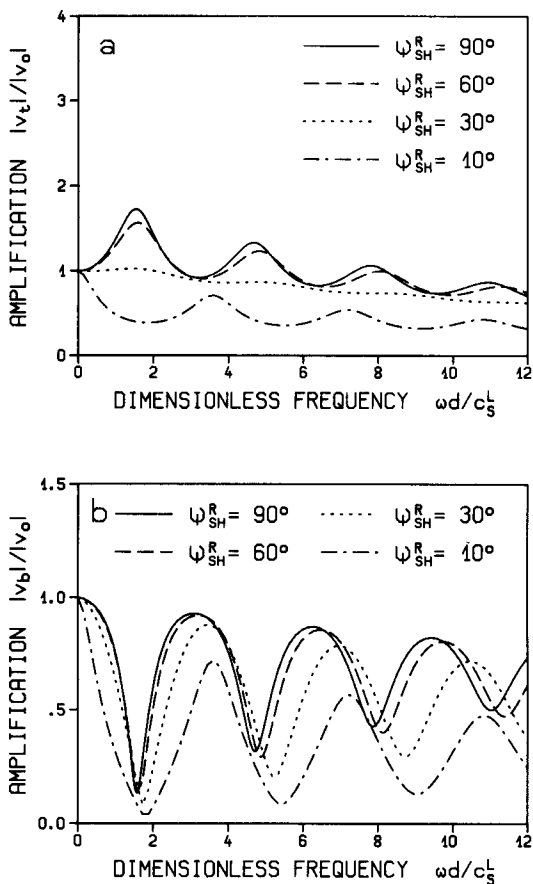 a
AMPLIFICATION |v_t|/|v_o|
ψ^R_SH = 90°
ψ^R_SH = 60°
ψ^R_SH = 30°
ψ^R_SH = 10°
4
3
2
1
0
0 2 4 6 8 10 12
DIMENSIONLESS FREQUENCY ωd/c^L_S
b
AMPLIFICATION |v_b|/|v_o|
ψ^R_SH = 90° ψ^R_SH = 30°
ψ^R_SH = 60° ψ^R_SH = 10°
1.5
1.0
.5
0.0
0 2 4 6 8 10 12
DIMENSIONLESS FREQUENCY ωd/c^L_S